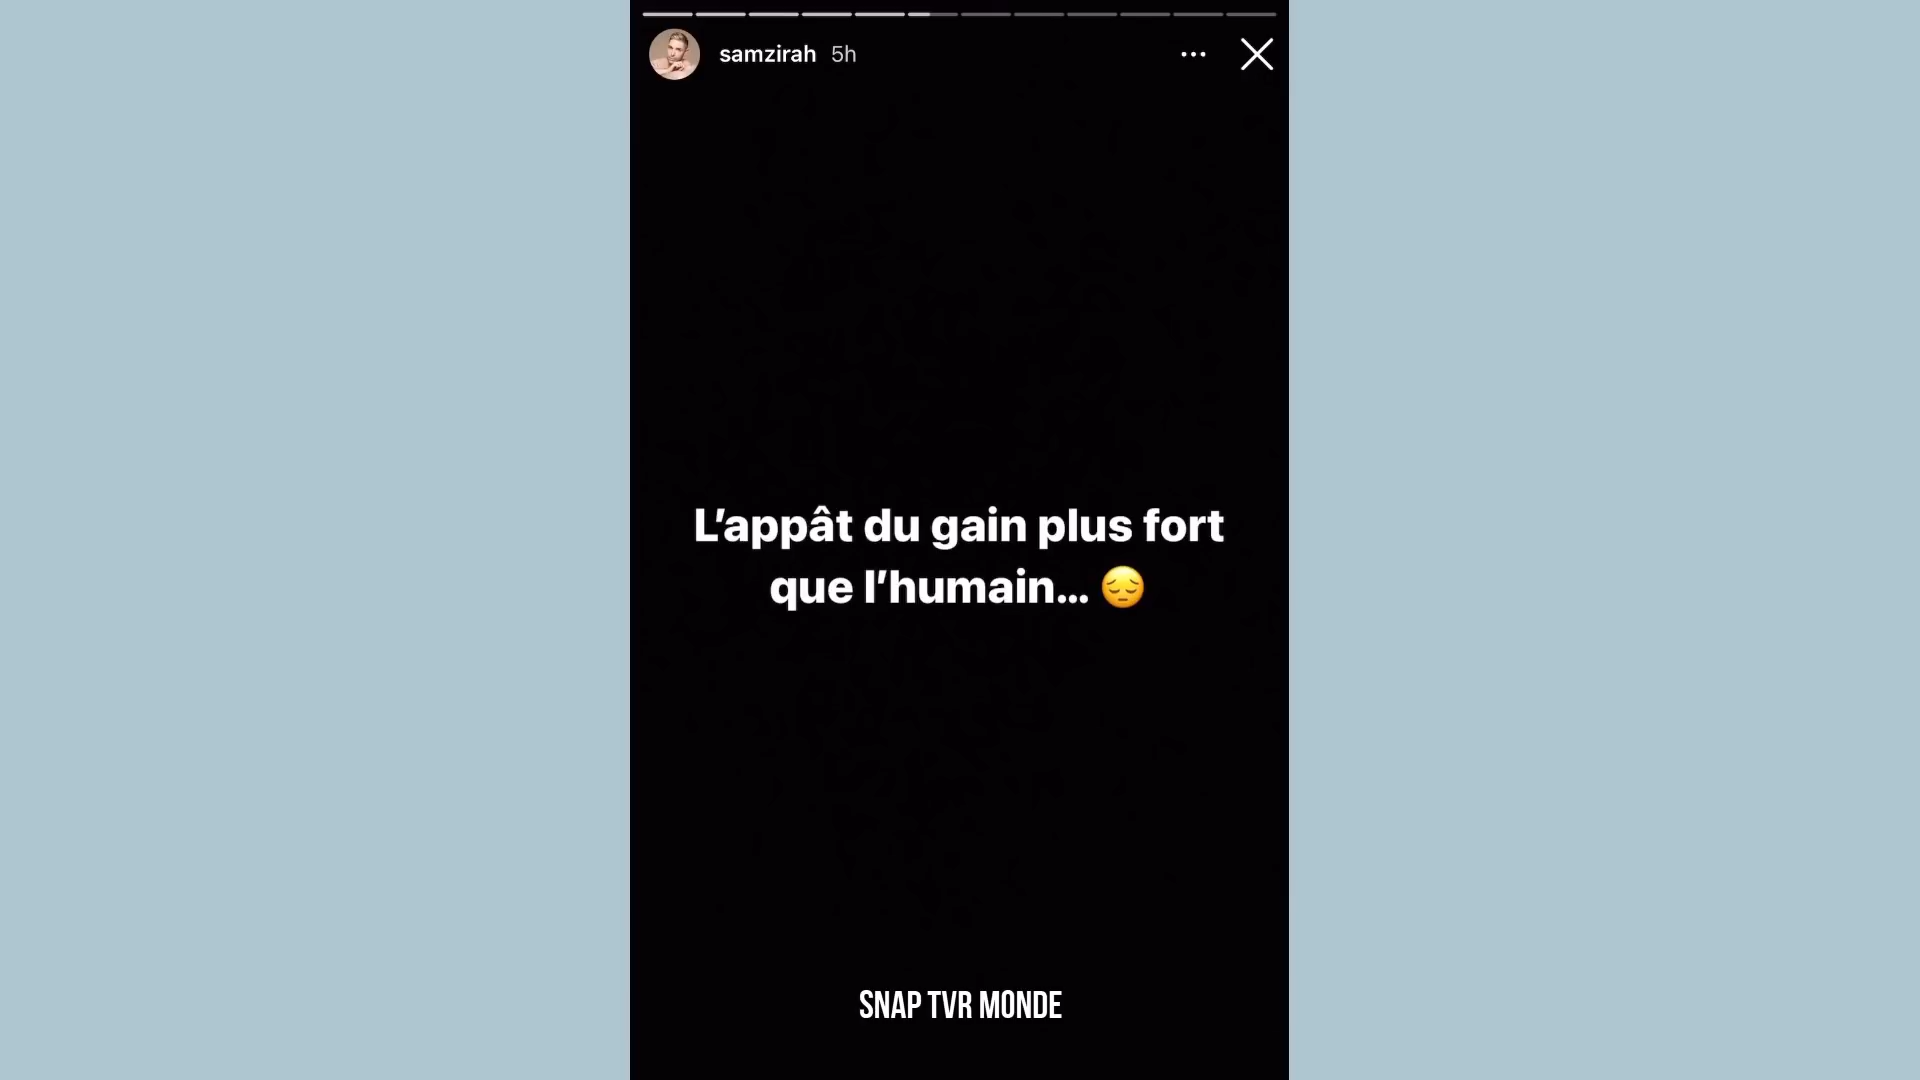 samzirah 5h
L’appât du gain plus fort
que l’humain... 😔
SNAP TVR MONDE